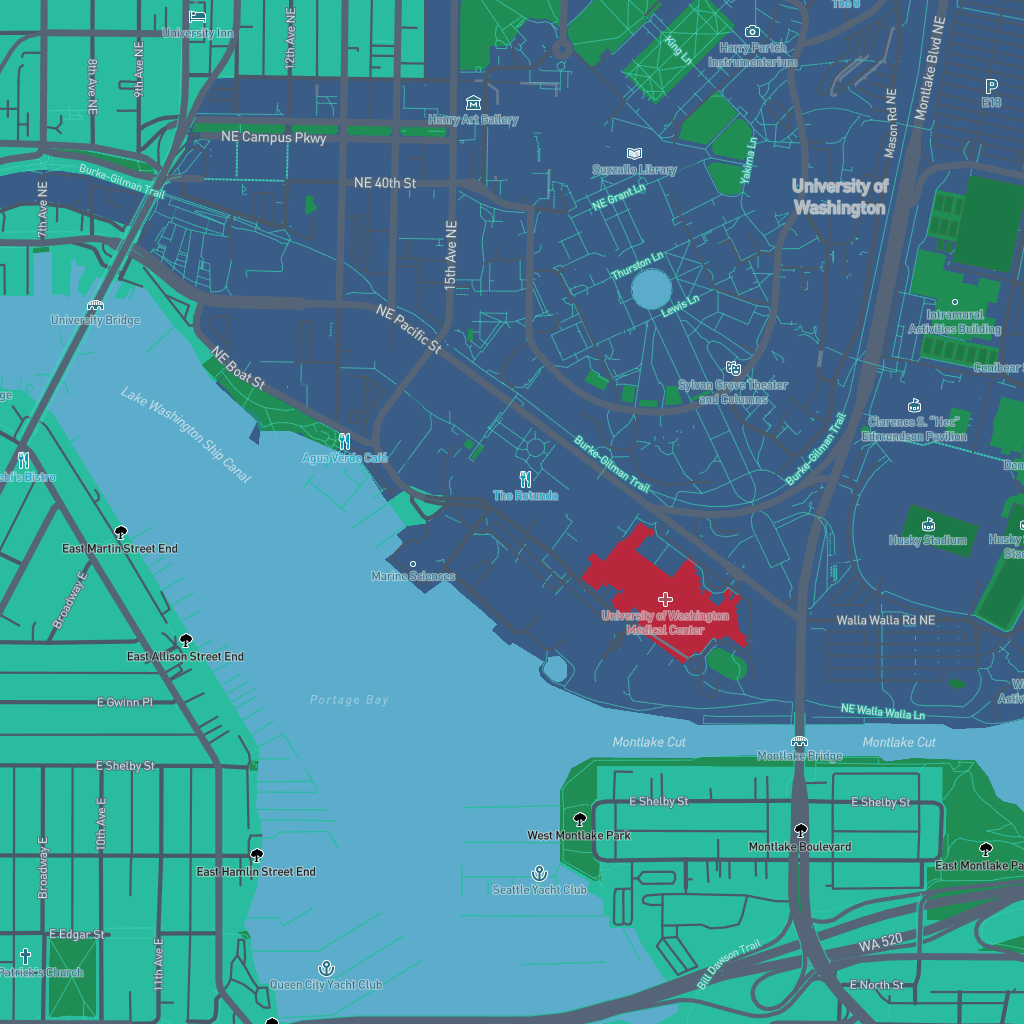 The 8
University Inn
12th Ave NE
9th Ave NE
8th Ave NE
King Ln
Harry Partch
Instrumentarium
Montlake Blvd NE
Mason Rd NE
E18
Henry Art Gallery
NE Campus Pkwy
Suzzallo Library
Yakima Ln
Burke-Gilman Trail
NE 40th St
NE Grant Ln
University of
Washington
7th Ave NE
15th Ave NE
Thurston Ln
Lewis Ln
University Bridge
NE Pacific St
Intramural
Activities Building
NE Boat St
Sylvan Grove Theater
and Columns
Conibear
Lake Washington Ship Canal
Clarence S. "Hec"
Edmundson Pavilion
Agua Verde Café
Burke-Gilman Trail
Burke-Gilman Trail
Bistro
The Rotunda
East Martin Street End
Husky Stadium
Husky
Marine Sciences
Broadway E
University of Washington
Medical Center
Walla Walla Rd NE
East Allison Street End
E Gwinn Pl
Portage Bay
NE Walla Walla Ln
Montlake Cut
Montlake Cut
Montlake Bridge
E Shelby St
E Shelby St
E Shelby St
10th Ave E
West Montlake Park
Montlake Boulevard
East Montlake Pa
Broadway E
East Hamlin Street End
Seattle Yacht Club
E Edgar St
11th Ave E
WA 520
Bill Dawson Trail
Patrick's Church
Queen City Yacht Club
E North St